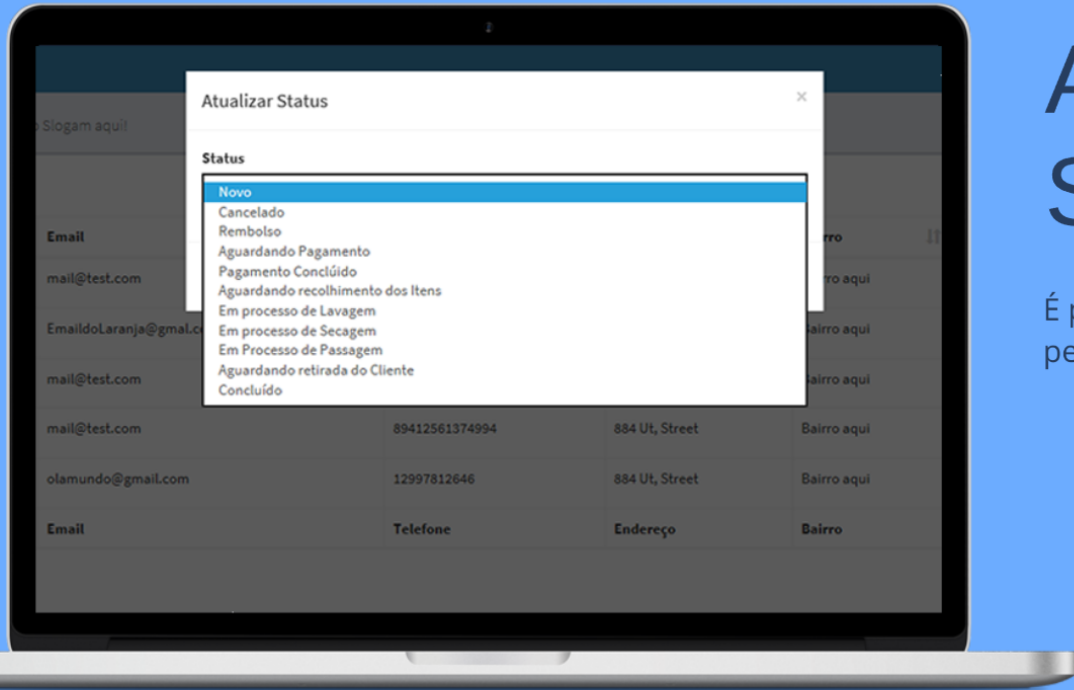 Atualizar Status
×
Slogam aqui!
Status
Novo
Cancelado
Rembolso
Aguardando Pagamento
Pagamento Conclúido
Aguardando recolhimento dos Itens
Em processo de Lavagem
Em processo de Secagem
Em Processo de Passagem
Aguardando retirada do Cliente
Concluído
Email
mail@test.com aqui
EmaildoLaranja@gmal.c Bairro aqui
mail@test.com Bairro aqui
mail@test.com 89412561374994 884 Ut, Street Bairro aqui
olamundo@gmail.com 12997812646 884 Ut, Street Bairro aqui
Email Telefone Endereço Bairro
A
S
É p
pe